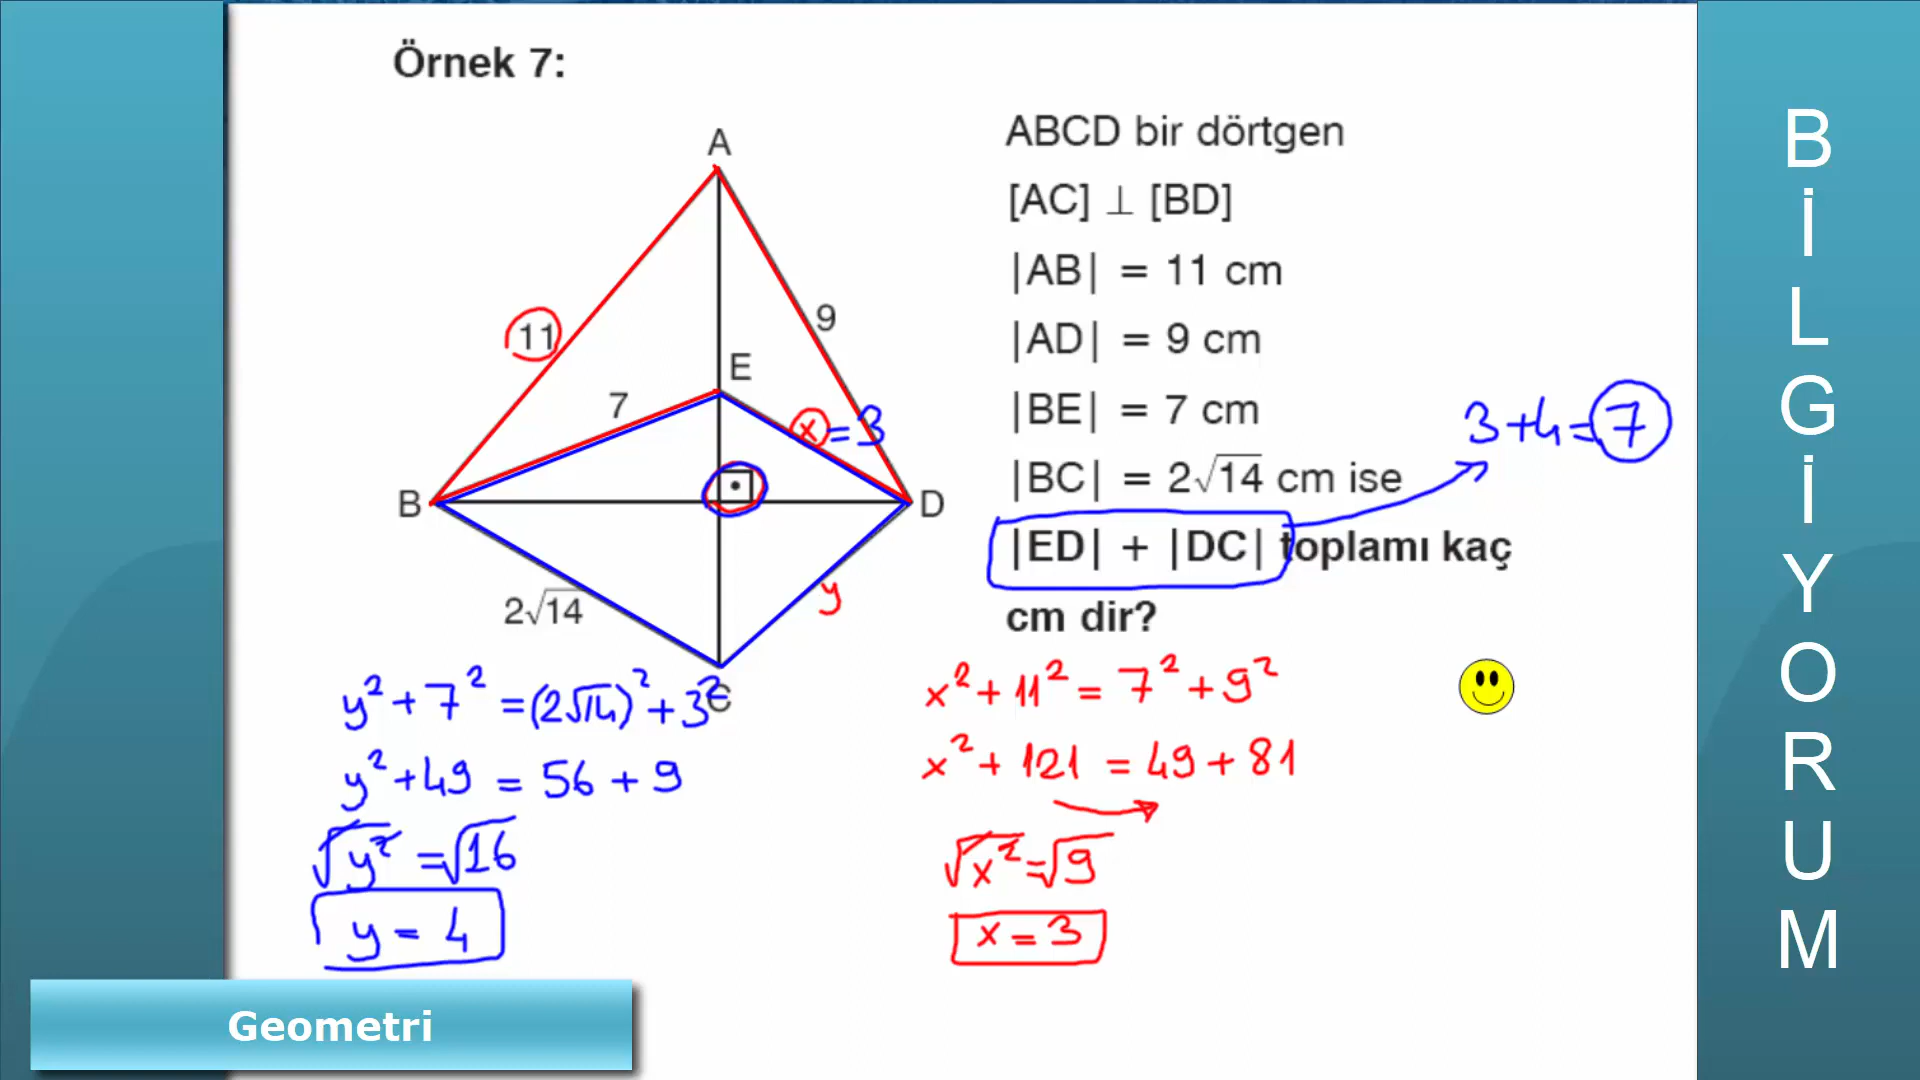 Örnek 7:
A
11
9
7
E
x = 3
B
D
2√14
y
C
ABCD bir dörtgen
[AC] ⊥ [BD]
|AB| = 11 cm
|AD| = 9 cm
|BE| = 7 cm
|BC| = 2√14 cm ise
|ED| + |DC| toplamı kaç
cm dir?
3+4=7
y² + 7² = (2√14)² + 3²
y² + 49 = 56 + 9
√y² = √16
y = 4
x² + 11² = 7² + 9²
x² + 121 = 49 + 81
√x² = √9
x = 3
Geometri
BİLGİYORUM